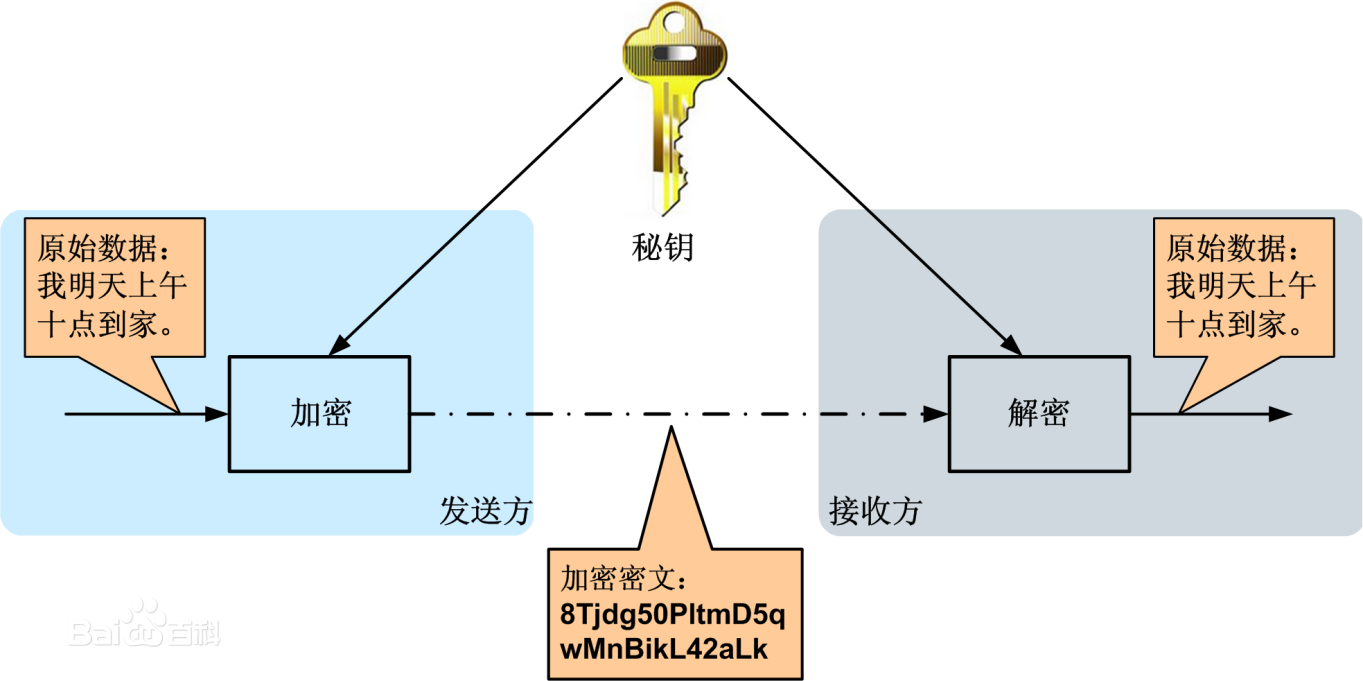 秘钥
原始数据：
我明天上午
十点到家。
原始数据：
我明天上午
十点到家。
加密
解密
发送方
接收方
加密密文：
8Tjdg50PltmD5q
wMnBikL42aLk
Bai百科